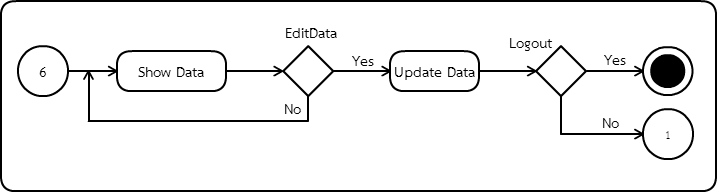 EditData
Logout
6
Show Data
Yes
Update Data
Yes
No
No
1